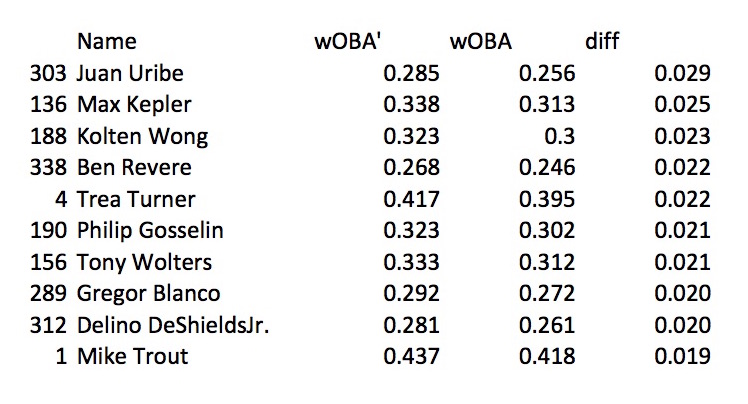 Name wOBA' wOBA diff
303 Juan Uribe 0.285 0.256 0.029
136 Max Kepler 0.338 0.313 0.025
188 Kolten Wong 0.323 0.3 0.023
338 Ben Revere 0.268 0.246 0.022
4 Trea Turner 0.417 0.395 0.022
190 Philip Gosselin 0.323 0.302 0.021
156 Tony Wolters 0.333 0.312 0.021
289 Gregor Blanco 0.292 0.272 0.020
312 Delino DeShieldsJr. 0.281 0.261 0.020
1 Mike Trout 0.437 0.418 0.019